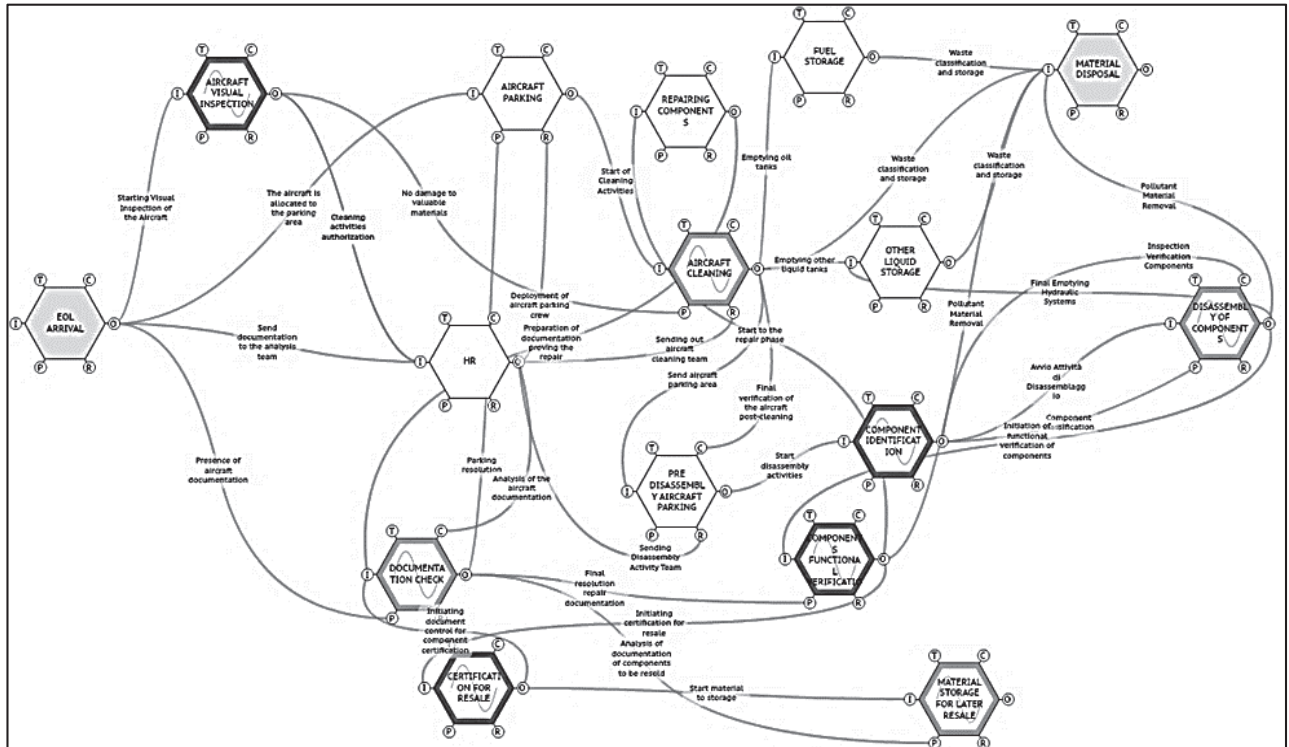 T
C
FUEL
STORAGE
I
O
P
R
Waste
classification
and storage
T
C
MATERIAL
DISPOSAL
I
O
P
R
T
C
AIRCRAFT
VISUAL
INSPECTION
I
O
P
R
T
C
AIRCRAFT
PARKING
I
O
P
R
T
C
REPAIRING
COMPONENT
S
I
O
P
R
Emptying oil
tanks
Start of
Cleaning
Activities
Waste
classification
and storage
Waste
classification
and storage
Pollutant
Material
Removal
Starting Visual
Inspection of
the Aircraft
The aircraft is
allocated to
the parking
area
Cleaning
activities
authorization
No damage to
valuable
materials
T
C
AIRCRAFT
CLEANING
I
O
P
R
Emptying other
liquid tanks
T
C
OTHER
LIQUID
STORAGE
I
O
P
R
Inspection
Verification
Components
Final Emptying
Hydraulic
Systems
Pollutant
Material
Removal
T
C
DISASSEMB
LY OF
COMPONENT
S
I
O
P
R
T
C
EOL
ARRIVAL
I
O
P
R
Send
documentation
to the analysis
team
T
C
HR
I
O
P
R
Deployment of
aircraft parking
crew
Preparation of
documentation
proving the
repair
Sending out
aircraft
cleaning team
Start to the
repair phase
Send aircraft
parking area
Final
verification of
the aircraft
post-cleaning
Avvio Attività
di
Disassemblagg
io
Component
Initiation of
functional
verification of
components
T
C
COMPONENT
IDENTIFICAT
ION
I
O
P
R
Start
disassembly
activities
T
C
PRE
DISASSEMBL
Y AIRCRAFT
PARKING
I
O
P
R
Presence of
aircraft
documentation
Parking
resolution
Analysis of the
aircraft
documentation
Sending
Disassembly
Activity Team
T
C
COMPONENT
S
FUNCTIONA
L
VERIFICATIO
I
O
P
R
T
C
DOCUMENTA
TION CHECK
I
O
P
Final
resolution
repair
documentation
Initiating
document
control for
component
certification
Initiating
certification for
resale
Analysis of
documentation
of components
to be resold
C
CERTIFICATI
ON FOR
RESALE
I
O
P
R
Start material
to storage
T
C
MATERIAL
STORAGE
FOR LATER
RESALE
I
O
P
R